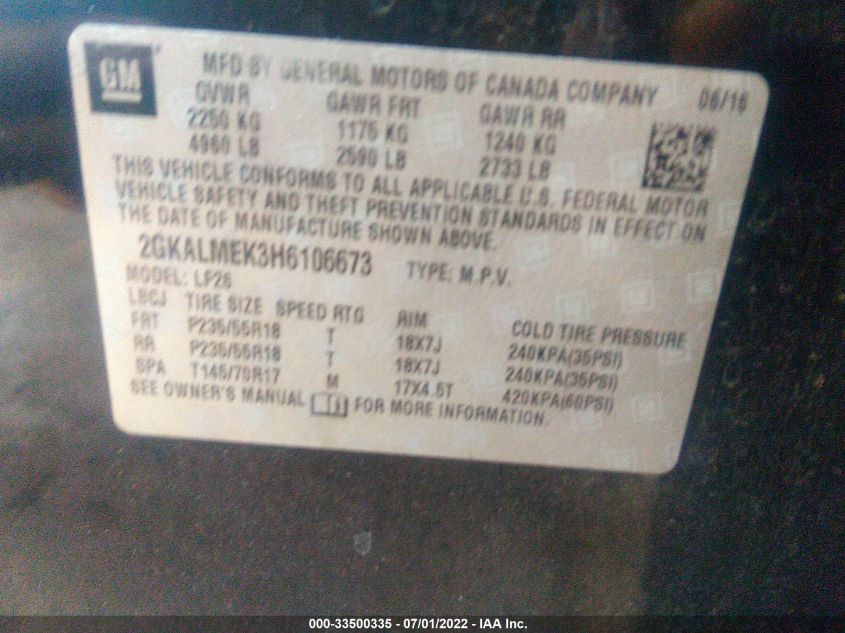 GM
MFD BY GENERAL MOTORS OF CANADA COMPANY 06/16
GVWR GAWR FRT GAWR RR
2250 KG 1175 KG 1240 KG
4960 LB 2590 LB 2733 LB
THIS VEHICLE CONFORMS TO ALL APPLICABLE U.S. FEDERAL MOTOR
VEHICLE SAFETY AND THEFT PREVENTION STANDARDS IN EFFECT ON
THE DATE OF MANUFACTURE SHOWN ABOVE.
2GKALMEK3H6106673 TYPE: M.P.V.
MODEL: LF26
LBCJ TIRE SIZE SPEED RTG RIM COLD TIRE PRESSURE
FRT P235/55R18 T 18X7J 240KPA(35PSI)
RR P235/55R18 T 18X7J 240KPA(35PSI)
SPA T145/70R17 M 17X4.5T 420KPA(60PSI)
SEE OWNER'S MANUAL FOR MORE INFORMATION.
000-33500335 - 07/01/2022 - IAA Inc.